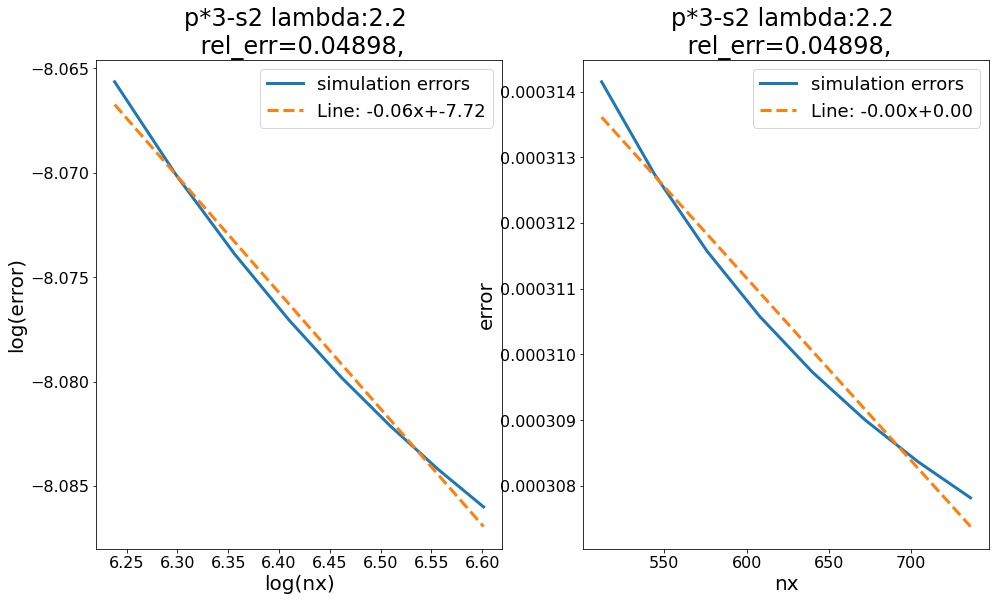 p*3-s2 lambda:2.2
rel_err=0.04898,
simulation errors
Line: -0.06x+-7.72
log(error)
−8.065
−8.070
−8.075
−8.080
−8.085
6.25 6.30 6.35 6.40 6.45 6.50 6.55 6.60
log(nx)
p*3-s2 lambda:2.2
rel_err=0.04898,
simulation errors
Line: -0.00x+0.00
error
0.000314
0.000313
0.000312
0.000311
0.000310
0.000309
0.000308
550 600 650 700
nx